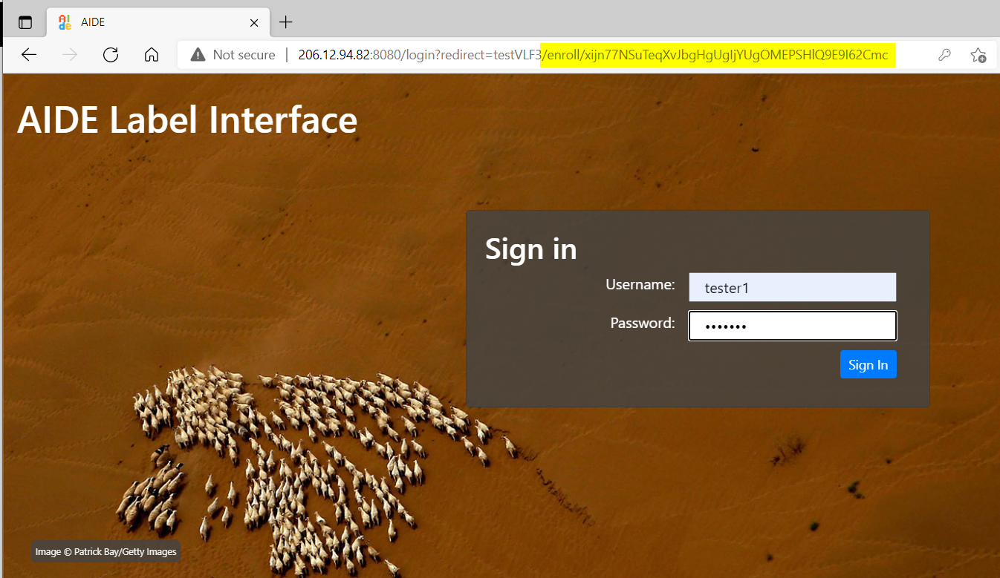 AIDE
Not secure | 206.12.94.82:8080/login?redirect=testVLF3/enroll/xijn77NSuTeqXvJbgHgUgIjYUgOMEPSHlQ9E9I62Cmc
AIDE Label Interface
Sign in
Username: tester1
Password: •••••••
Sign In
Image © Patrick Bay/Getty Images